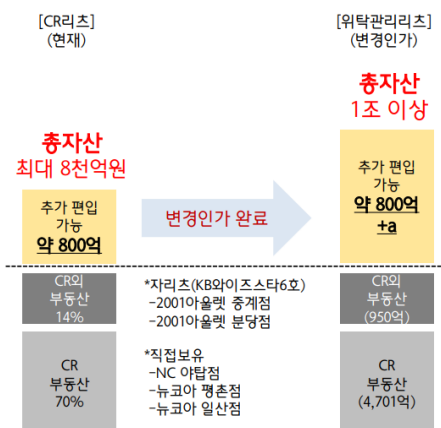 [CR리츠]
(현재)
총자산
최대 8천억원
추가 편입
가능
약 800억
CR외
부동산
14%
CR
부동산
70%
변경인가 완료
*자리츠(KB와이즈스타6호)
-2001아울렛 중계점
-2001아울렛 분당점
*직접보유
-NC 야탑점
-뉴코아 평촌점
-뉴코아 일산점
[위탁관리리츠]
(변경인가)
총자산
1조 이상
추가 편입
가능
약 800억
+a
CR외
부동산
(950억)
CR
부동산
(4,701억)